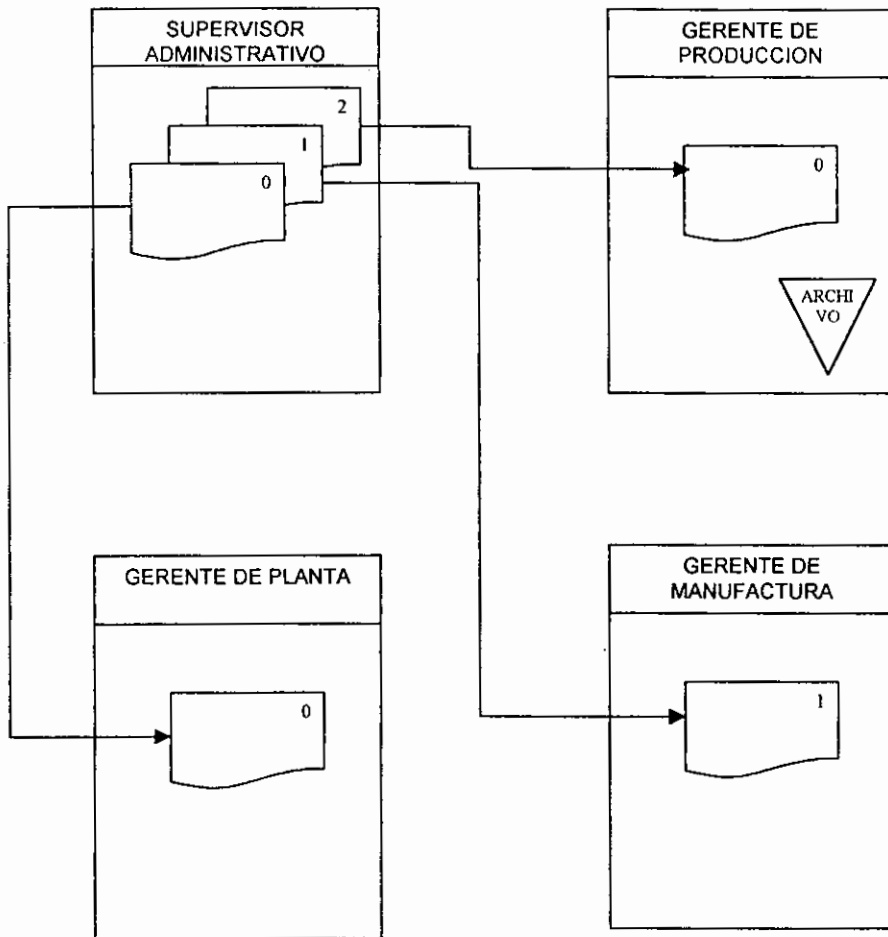 SUPERVISOR
ADMINISTRATIVO
2
1
0
GERENTE DE
PRODUCCION
0
ARCHI
VO
GERENTE DE PLANTA
0
GERENTE DE
MANUFACTURA
1